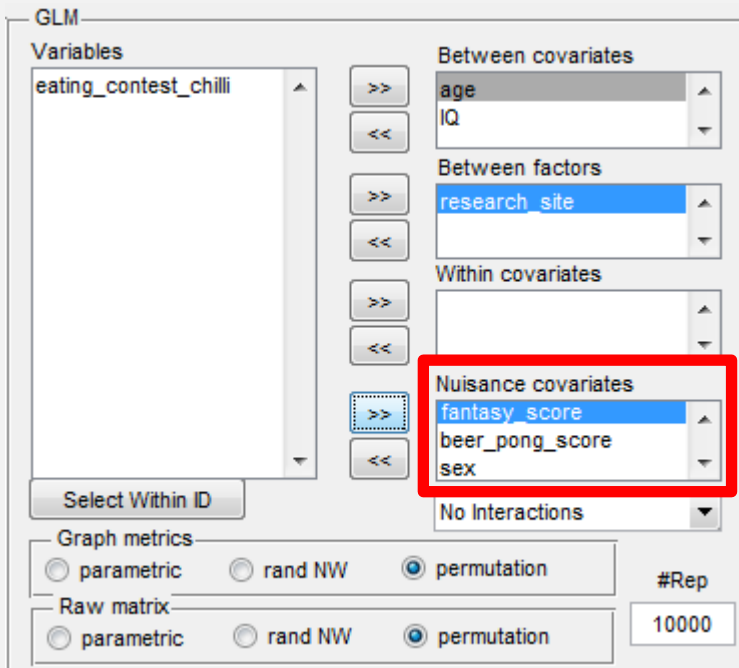 GLM
Variables
eating_contest_chilli
>>
<<
Between covariates
age
IQ
>>
<<
Between factors
research_site
>>
<<
Within covariates
>>
<<
Nuisance covariates
fantasy_score
beer_pong_score
sex
Select Within ID
No Interactions
Graph metrics
parametric rand NW permutation
#Rep
10000
Raw matrix
parametric rand NW permutation